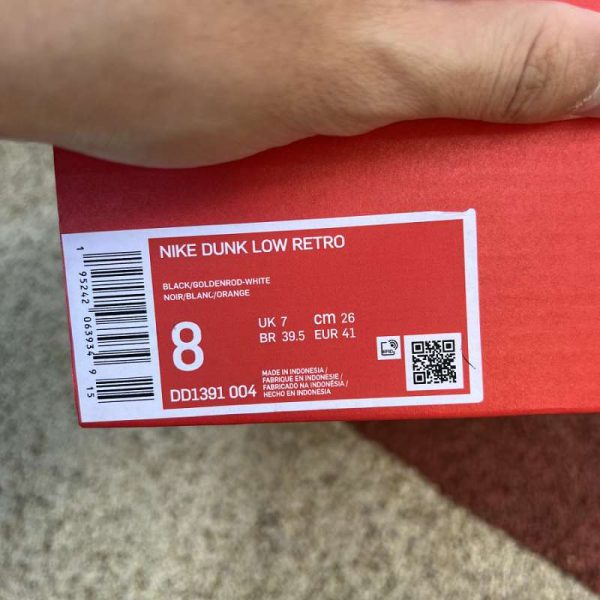 NIKE DUNK LOW RETRO
BLACK/GOLDENROD-WHITE
NOIR/BLANC/ORANGE
8
UK 7 cm 26
BR 39.5 EUR 41
DD1391 004
MADE IN INDONESIA /
FABRIQUE EN INDONESIE /
FABRICADO NA INDONÉSIA /
HECHO EN INDONESIA
RFID
1 95242 063934 9 15